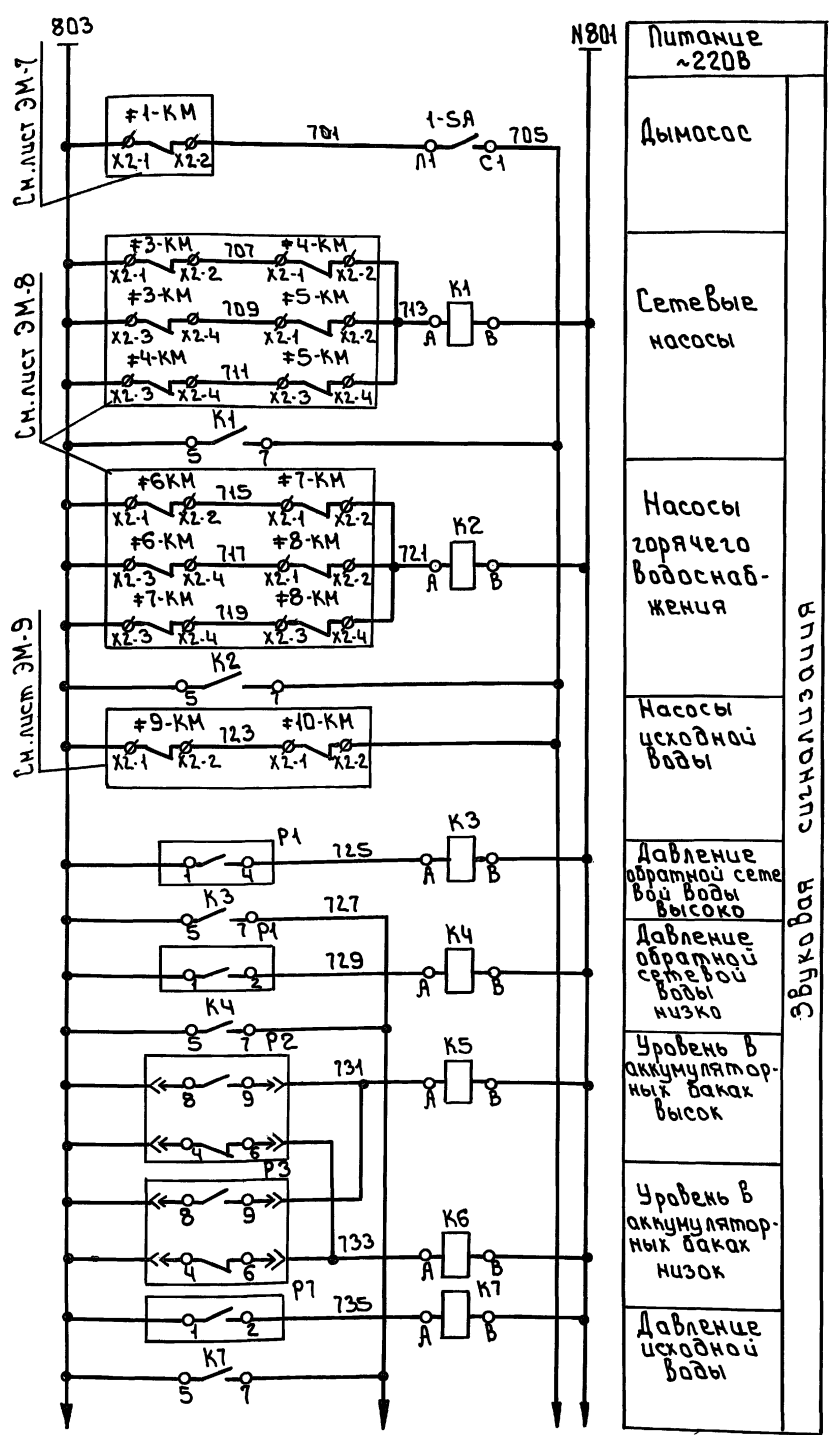 803
N801
Питание
~220В
См. лист ЭМ-7
≠1-КМ
Х2-1
Х2-2
701
1-SA
Л1
С1
705
Дымосос
См. лист ЭМ-8
≠3-КМ
707
≠4-КМ
Х2-1
Х2-2
Х2-1
Х2-2
≠3-КМ
709
≠5-КМ
Х2-3
Х2-4
Х2-1
Х2-2
713
К1
А
В
≠4-КМ
711
≠5-КМ
Х2-3
Х2-4
Х2-3
Х2-4
Сетевые
насосы
К1
5
7
≠6КМ
715
≠7-КМ
Х2-1
Х2-2
Х2-1
Х2-2
≠6-КМ
717
≠8-КМ
Х2-3
Х2-4
Х2-1
Х2-2
721
К2
А
В
≠7-КМ
719
≠8-КМ
Х2-3
Х2-4
Х2-3
Х2-4
Насосы
горячего
водоснаб-
жения
К2
5
7
См. лист ЭМ-9
≠9-КМ
723
≠10-КМ
Х2-1
Х2-2
Х2-1
Х2-2
Насосы
исходной
воды
Р1
1
4
725
К3
А
В
Давление
обратной сете
вой воды
высоко
К3
5
7
727
Р1
1
2
729
К4
А
В
Давление
обратной
сетевой
воды
низко
К4
5
7
Р2
8
9
731
К5
А
В
4
6
Уровень в
аккумулятор-
ных баках
высок
Р3
8
9
4
6
733
К6
А
В
Уровень в
аккумулятор-
ных баках
низок
Р7
1
2
735
К7
А
В
Давление
исходной
воды
К7
5
7
Звуковая сигнализация